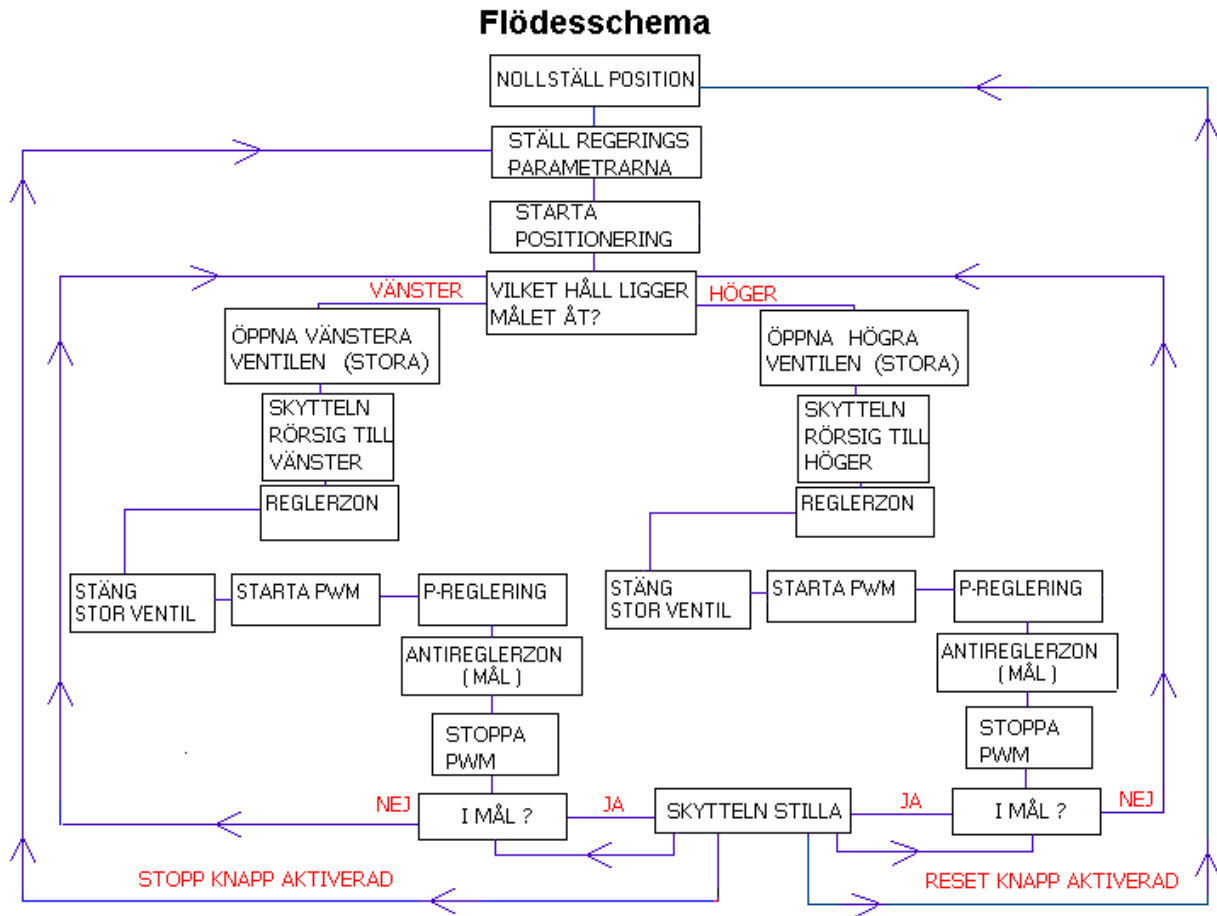 Flödesschema
NOLLSTÄLL POSITION
STÄLL REGERINGS
PARAMETRARNA
STARTA
POSITIONERING
VÄNSTER
VILKET HÅLL LIGGER
MÅLET ÅT?
HÖGER
ÖPPNA VÄNSTERA
VENTILEN (STORA)
ÖPPNA HÖGRA
VENTILEN (STORA)
SKYTTELN
RÖRSIG TILL
VÄNSTER
SKYTTELN
RÖRSIG TILL
HÖGER
REGLERZON
REGLERZON
STÄNG
STOR VENTIL
STARTA PWM
P-REGLERING
STÄNG
STOR VENTIL
STARTA PWM
P-REGLERING
ANTIREGLERZON
( MÅL )
ANTIREGLERZON
( MÅL )
STOPPA
PWM
STOPPA
PWM
NEJ
I MÅL ?
JA
SKYTTELN STILLA
JA
I MÅL ?
NEJ
STOPP KNAPP AKTIVERAD
RESET KNAPP AKTIVERAD